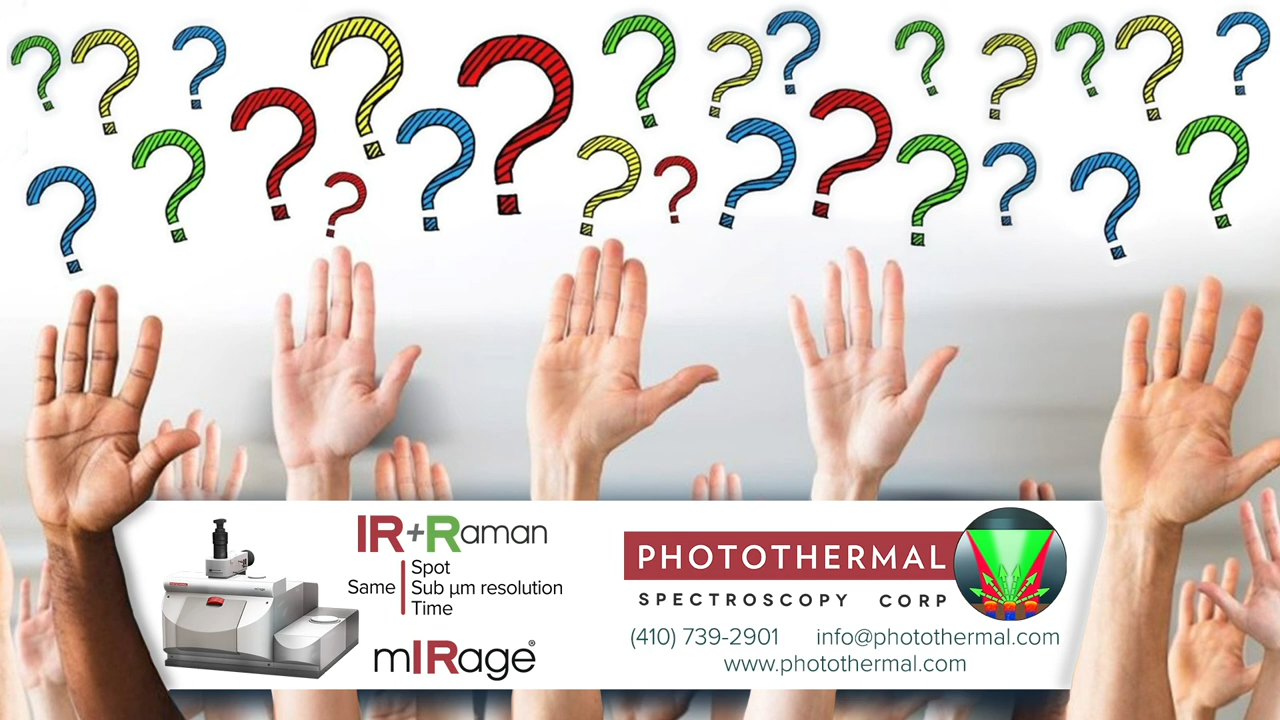 IR+Raman
Same
Spot
Sub µm resolution
Time
mIRage®
PHOTOTHERMAL
SPECTROSCOPY CORP
(410) 739-2901 info@photothermal.com
www.photothermal.com